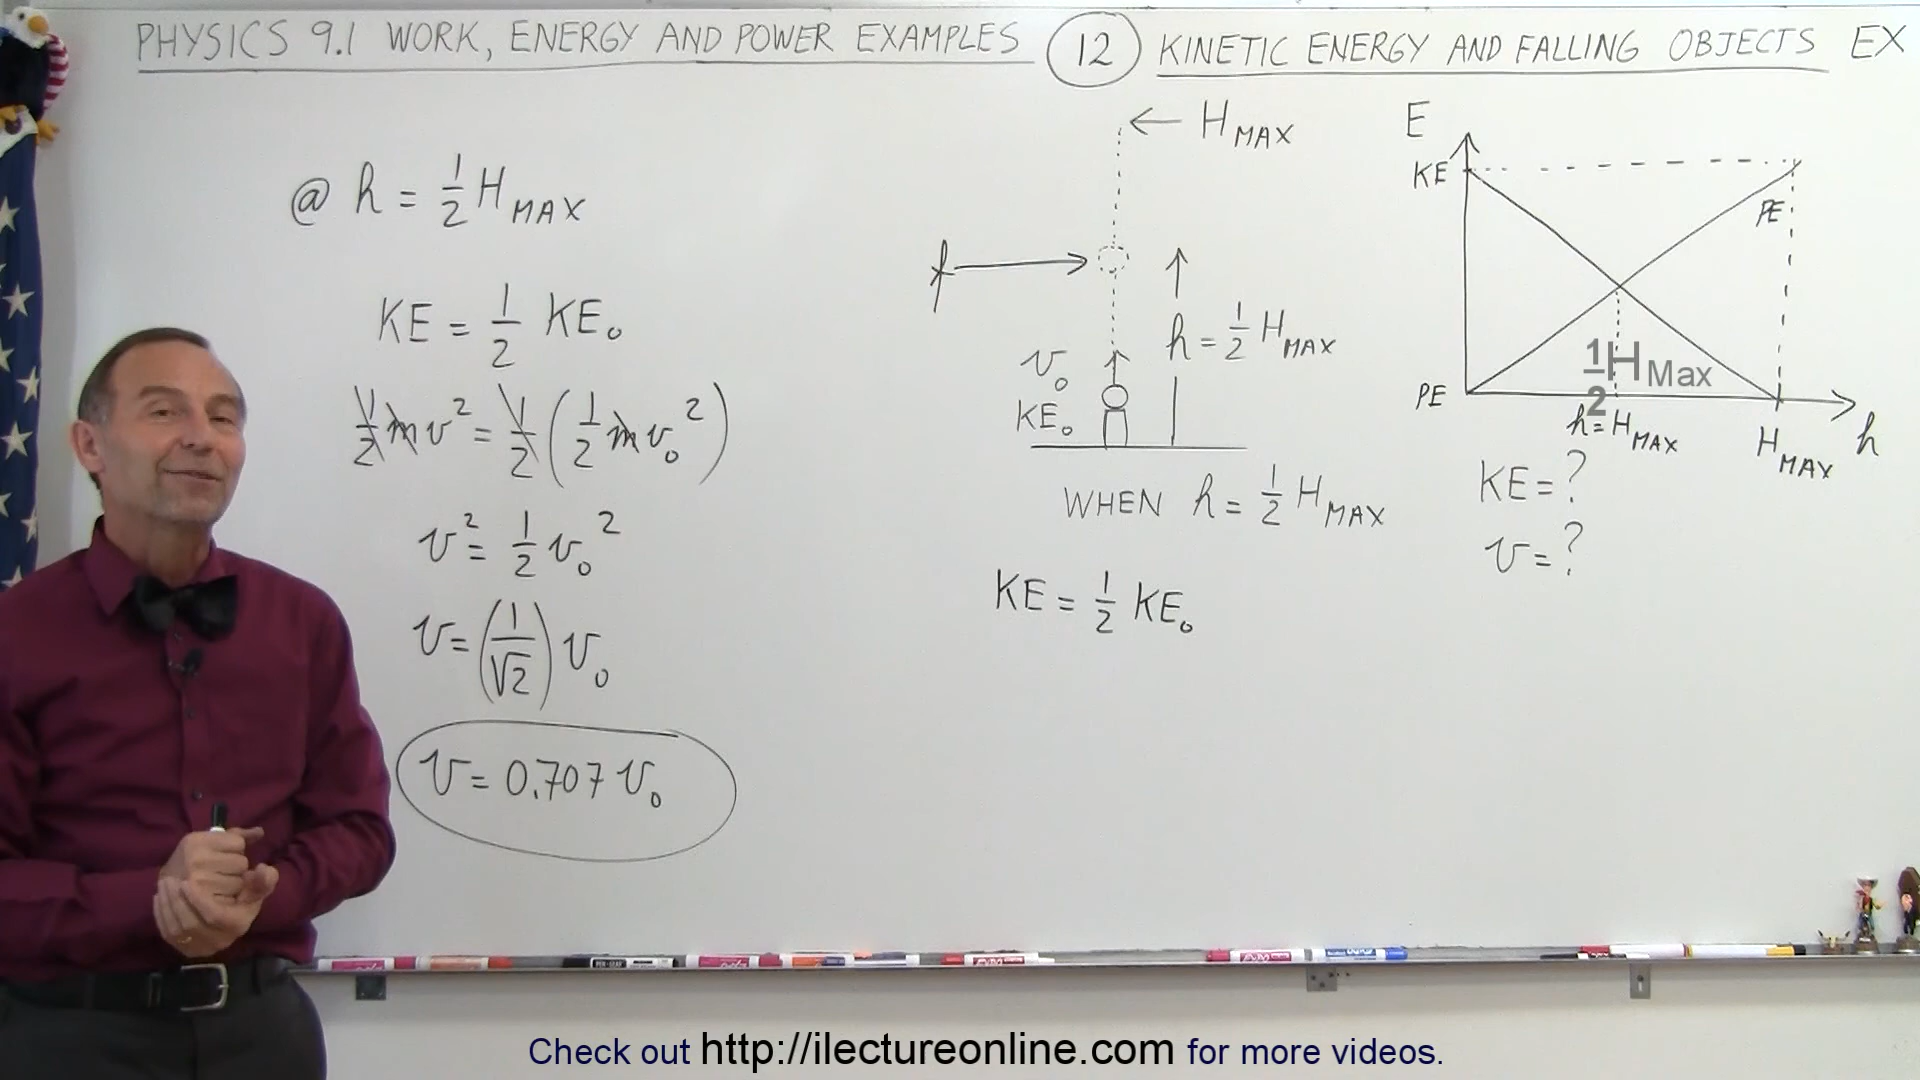 PHYSICS 9.1 WORK, ENERGY AND POWER EXAMPLES 12 KINETIC ENERGY AND FALLING OBJECTS EX
@ h = 1/2 H MAX
KE = 1/2 KE₀
1/2 m v² = 1/2 (1/2 m v₀²)
v² = 1/2 v₀²
v = (1/√2) v₀
v = 0.707 v₀
← H MAX
h = 1/2 H MAX
v₀
KE₀
WHEN h = 1/2 H MAX
KE = 1/2 KE₀
E
KE
PE
PE
1/2 H Max
h = H MAX
H MAX
h
KE = ?
v = ?
Check out http://ilectureonline.com for more videos.